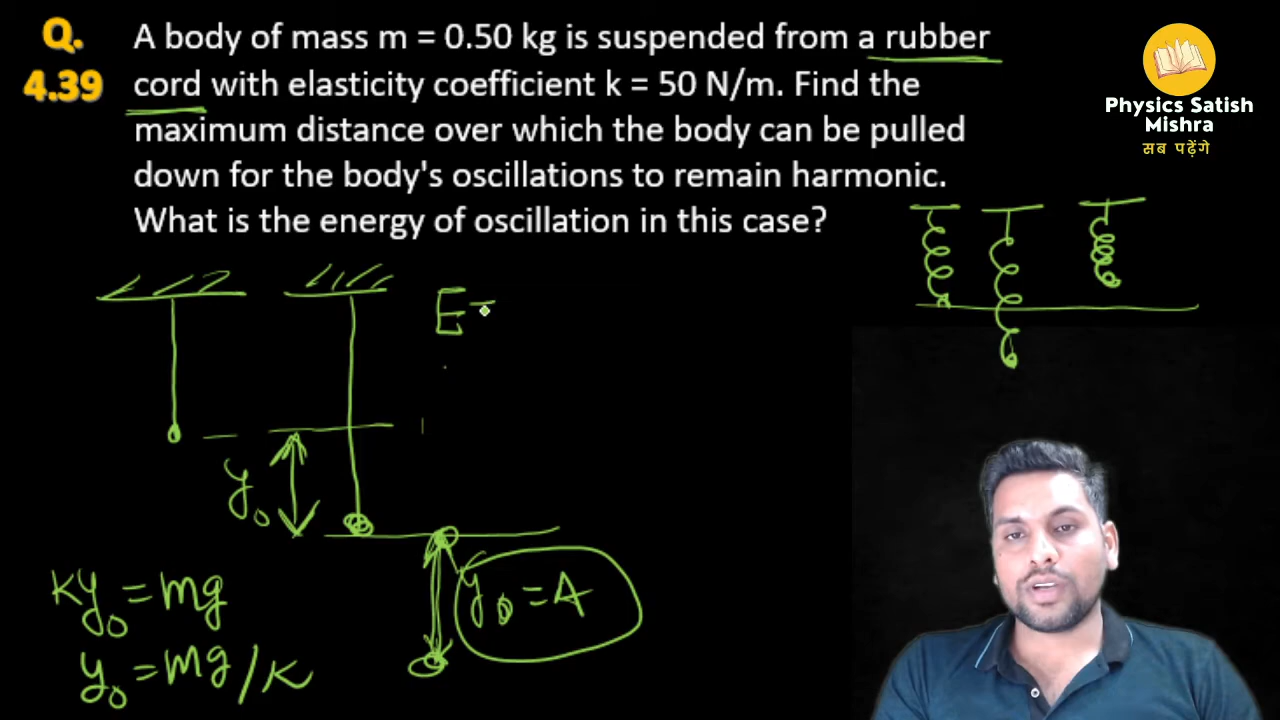 Q.
4.39
A body of mass m = 0.50 kg is suspended from a rubber
cord with elasticity coefficient k = 50 N/m. Find the
maximum distance over which the body can be pulled
down for the body's oscillations to remain harmonic.
What is the energy of oscillation in this case?
Physics Satish
Mishra
सब पढ़ेंगे
E=
y₀
y₀ = A
ky₀ = mg
y₀ = mg/k